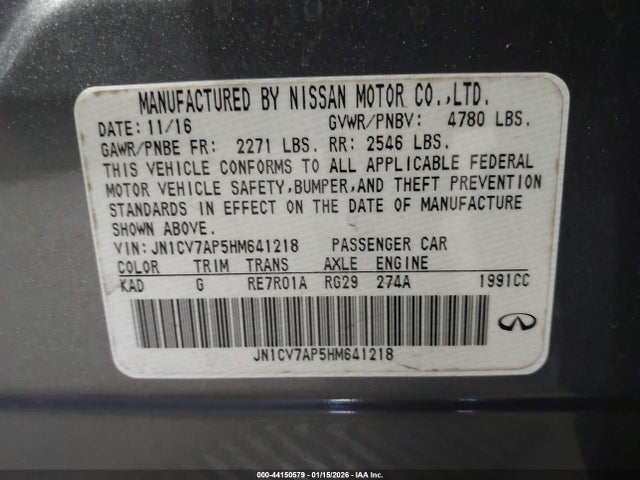 MANUFACTURED BY NISSAN MOTOR CO.,LTD.
DATE: 11/16 GVWR/PNBV: 4780 LBS.
GAWR/PNBE FR: 2271 LBS. RR: 2546 LBS.
THIS VEHICLE CONFORMS TO ALL APPLICABLE FEDERAL
MOTOR VEHICLE SAFETY,BUMPER,AND THEFT PREVENTION
STANDARDS IN EFFECT ON THE DATE OF MANUFACTURE
SHOWN ABOVE.
VIN: JN1CV7AP5HM641218 PASSENGER CAR
COLOR TRIM TRANS AXLE ENGINE
KAD G RE7R01A RG29 274A 1991CC
JN1CV7AP5HM641218
000-44150579 - 01/15/2026 - IAA Inc.